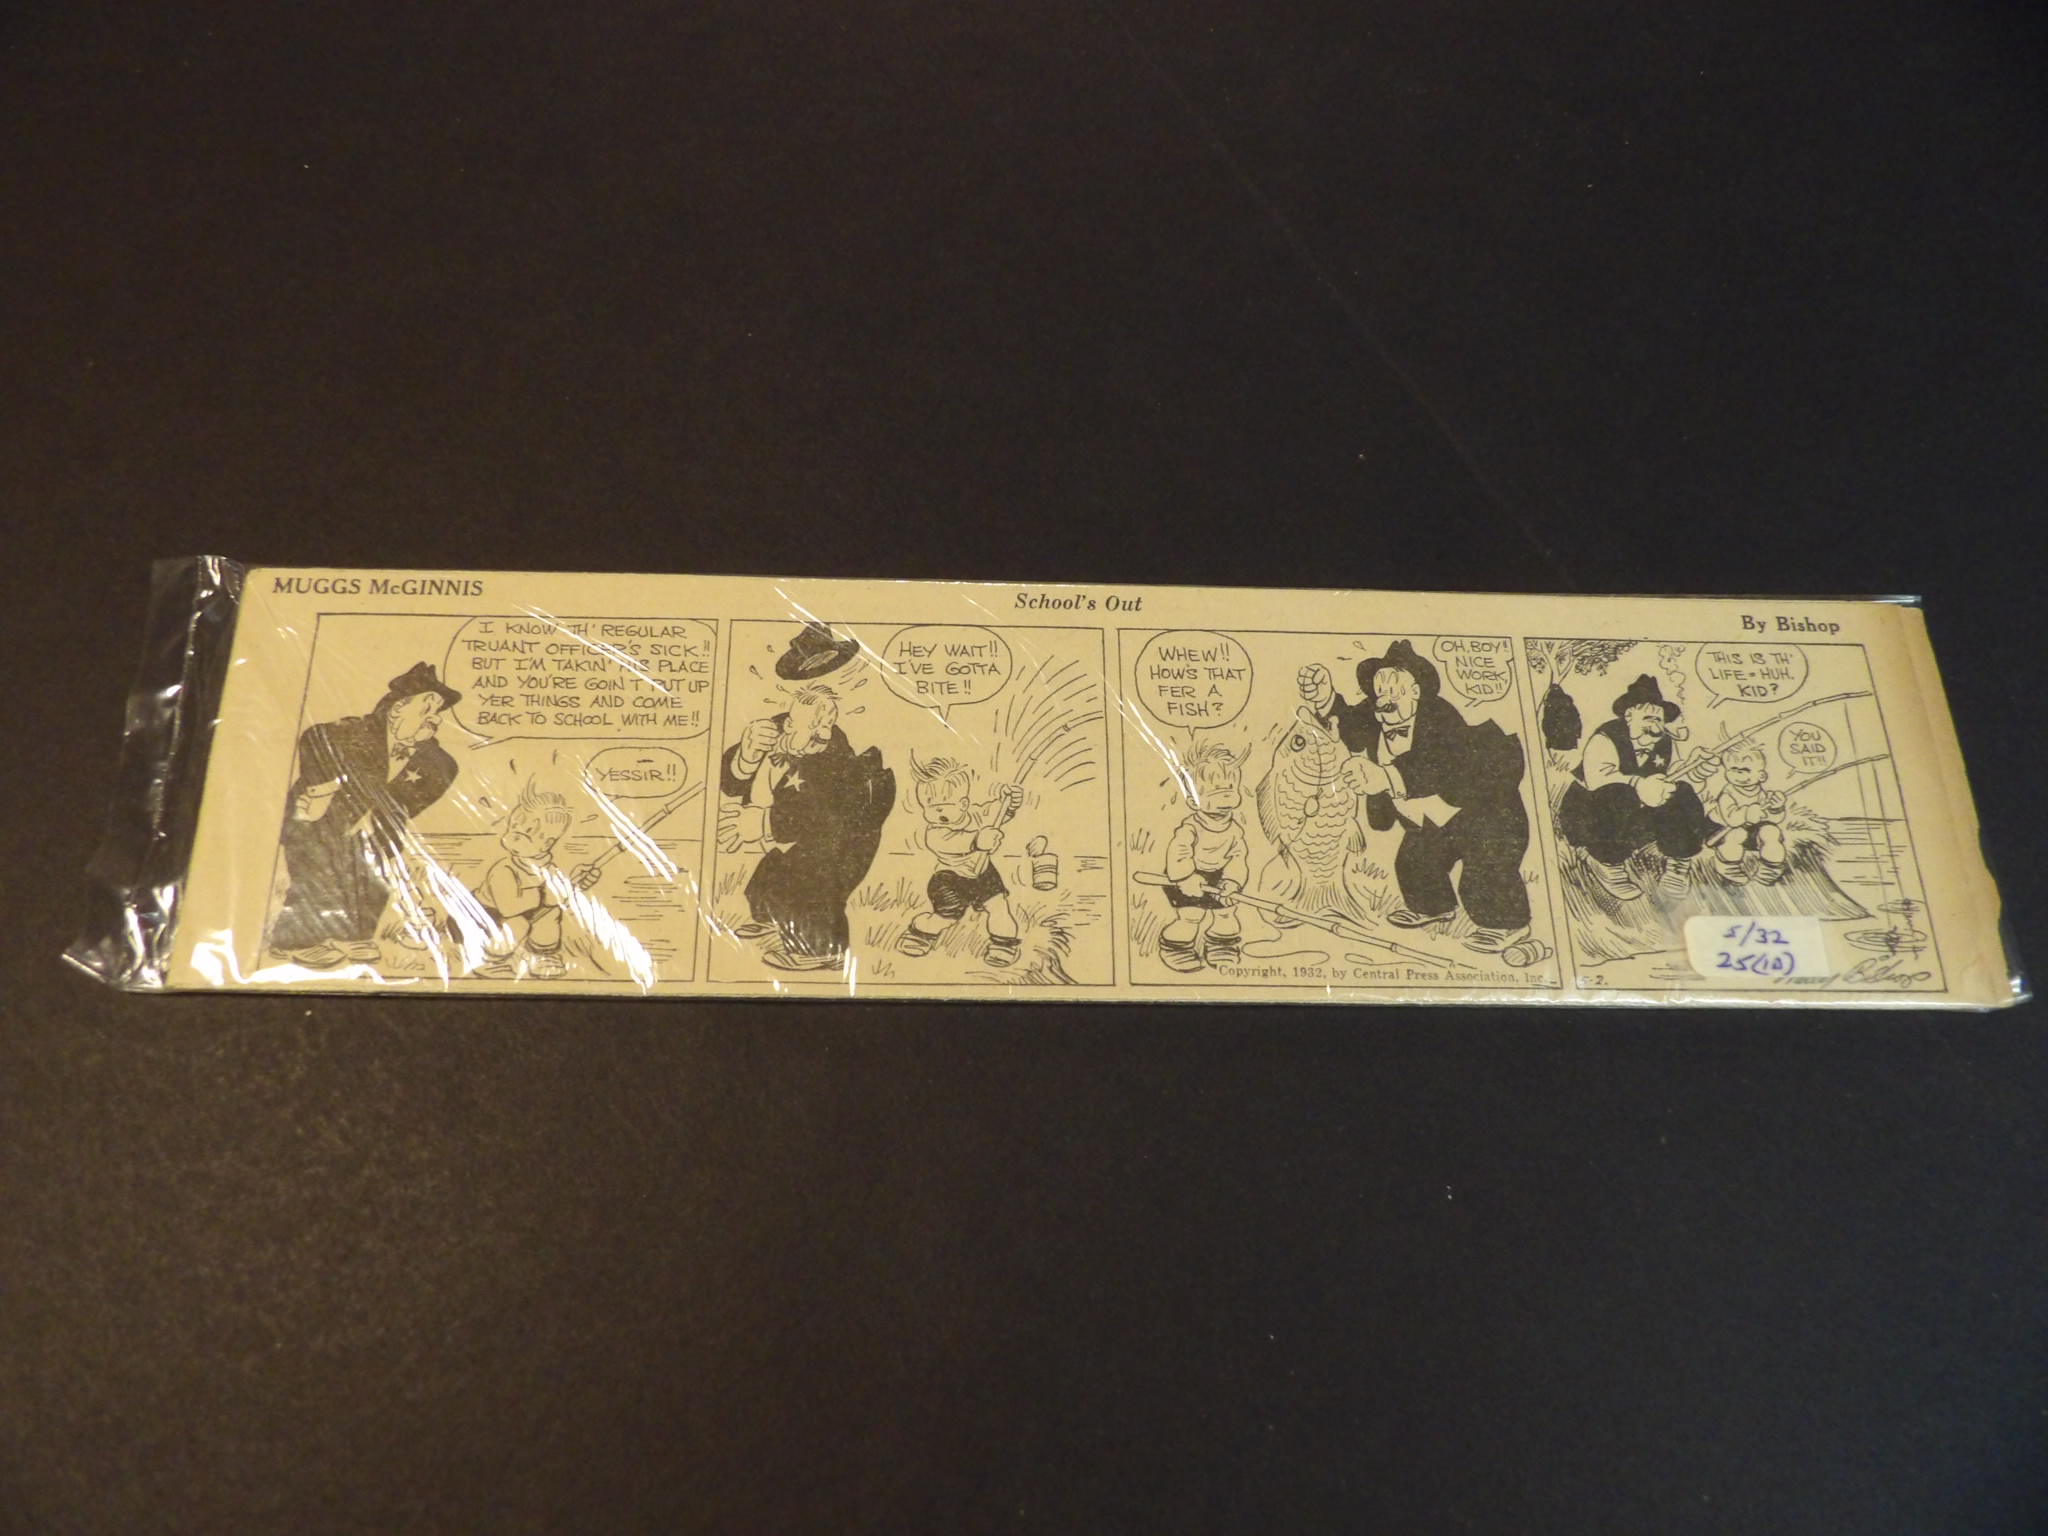 MUGGS McGINNIS
School's Out
By Bishop
I KNOW TH' REGULAR
TRUANT OFFICER'S SICK!!
BUT I'M TAKIN' HIS PLACE
AND YOU'RE GOIN T' PUT UP
YER THINGS AND COME
BACK TO SCHOOL WITH ME!!
YESSIR!!
HEY WAIT!!
I'VE GOTTA
BITE!!
WHEW!!
HOW'S THAT
FER A
FISH?
OH, BOY!!
NICE
WORK,
KID!!
Copyright, 1932, by Central Press Association, Inc.
THIS IS TH'
LIFE = HUH.
KID?
YOU
SAID
IT!!
5-2.
5/32
25(10)
Bishop